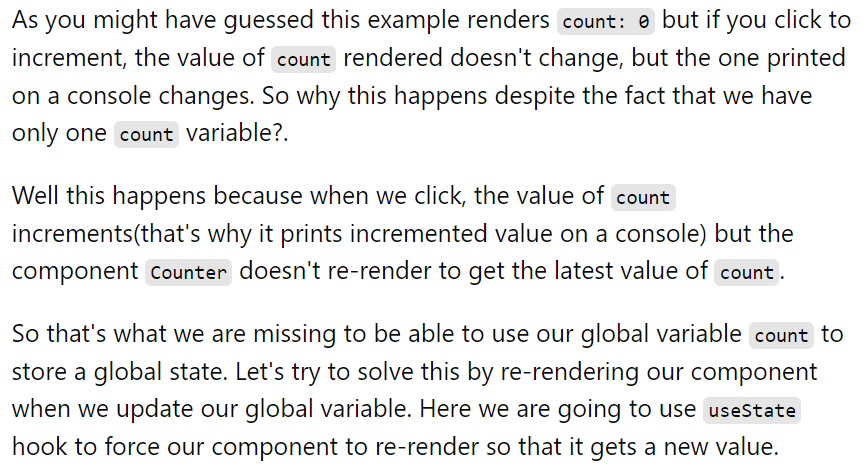 As you might have guessed this example renders count: 0 but if you click to
increment, the value of count rendered doesn't change, but the one printed
on a console changes. So why this happens despite the fact that we have
only one count variable?.
Well this happens because when we click, the value of count
increments(that's why it prints incremented value on a console) but the
component Counter doesn't re-render to get the latest value of count.
So that's what we are missing to be able to use our global variable count to
store a global state. Let's try to solve this by re-rendering our component
when we update our global variable. Here we are going to use useState
hook to force our component to re-render so that it gets a new value.